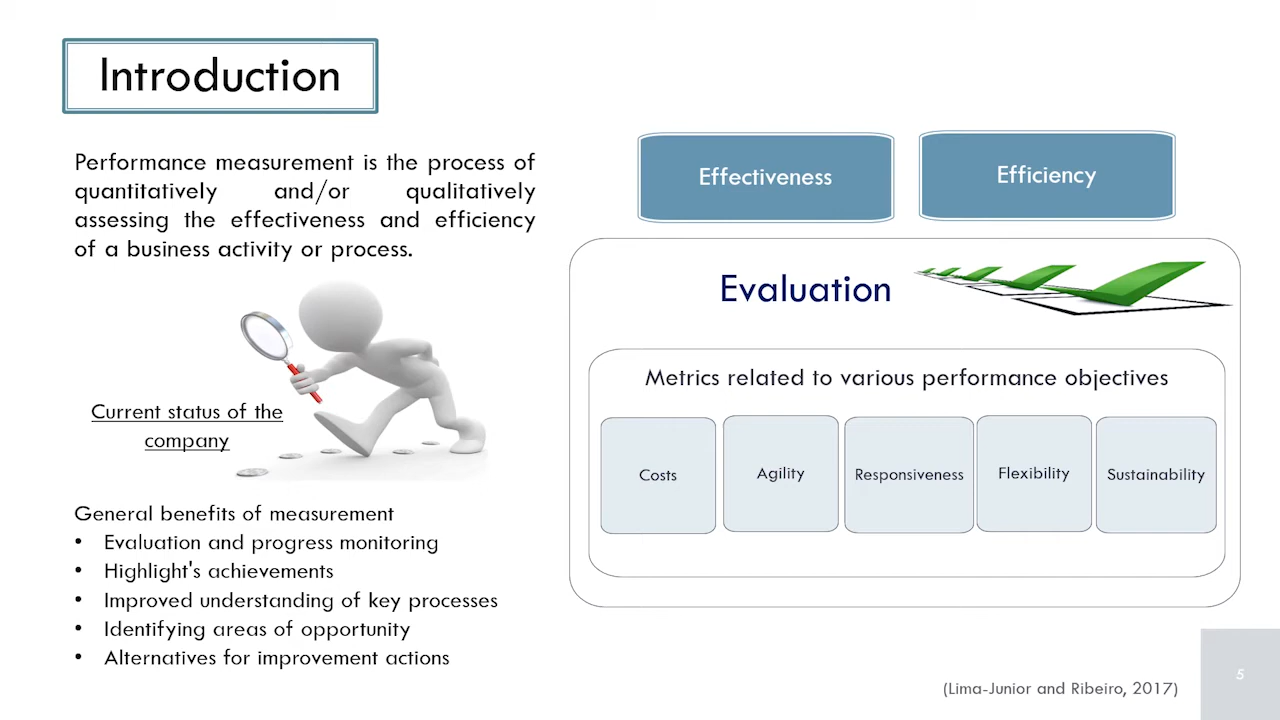 Introduction
Performance measurement is the process of
quantitatively and/or qualitatively
assessing the effectiveness and efficiency
of a business activity or process.
Current status of the
company
General benefits of measurement
• Evaluation and progress monitoring
• Highlight's achievements
• Improved understanding of key processes
• Identifying areas of opportunity
• Alternatives for improvement actions
Effectiveness
Efficiency
Evaluation
Metrics related to various performance objectives
Costs
Agility
Responsiveness
Flexibility
Sustainability
(Lima-Junior and Ribeiro, 2017)
5